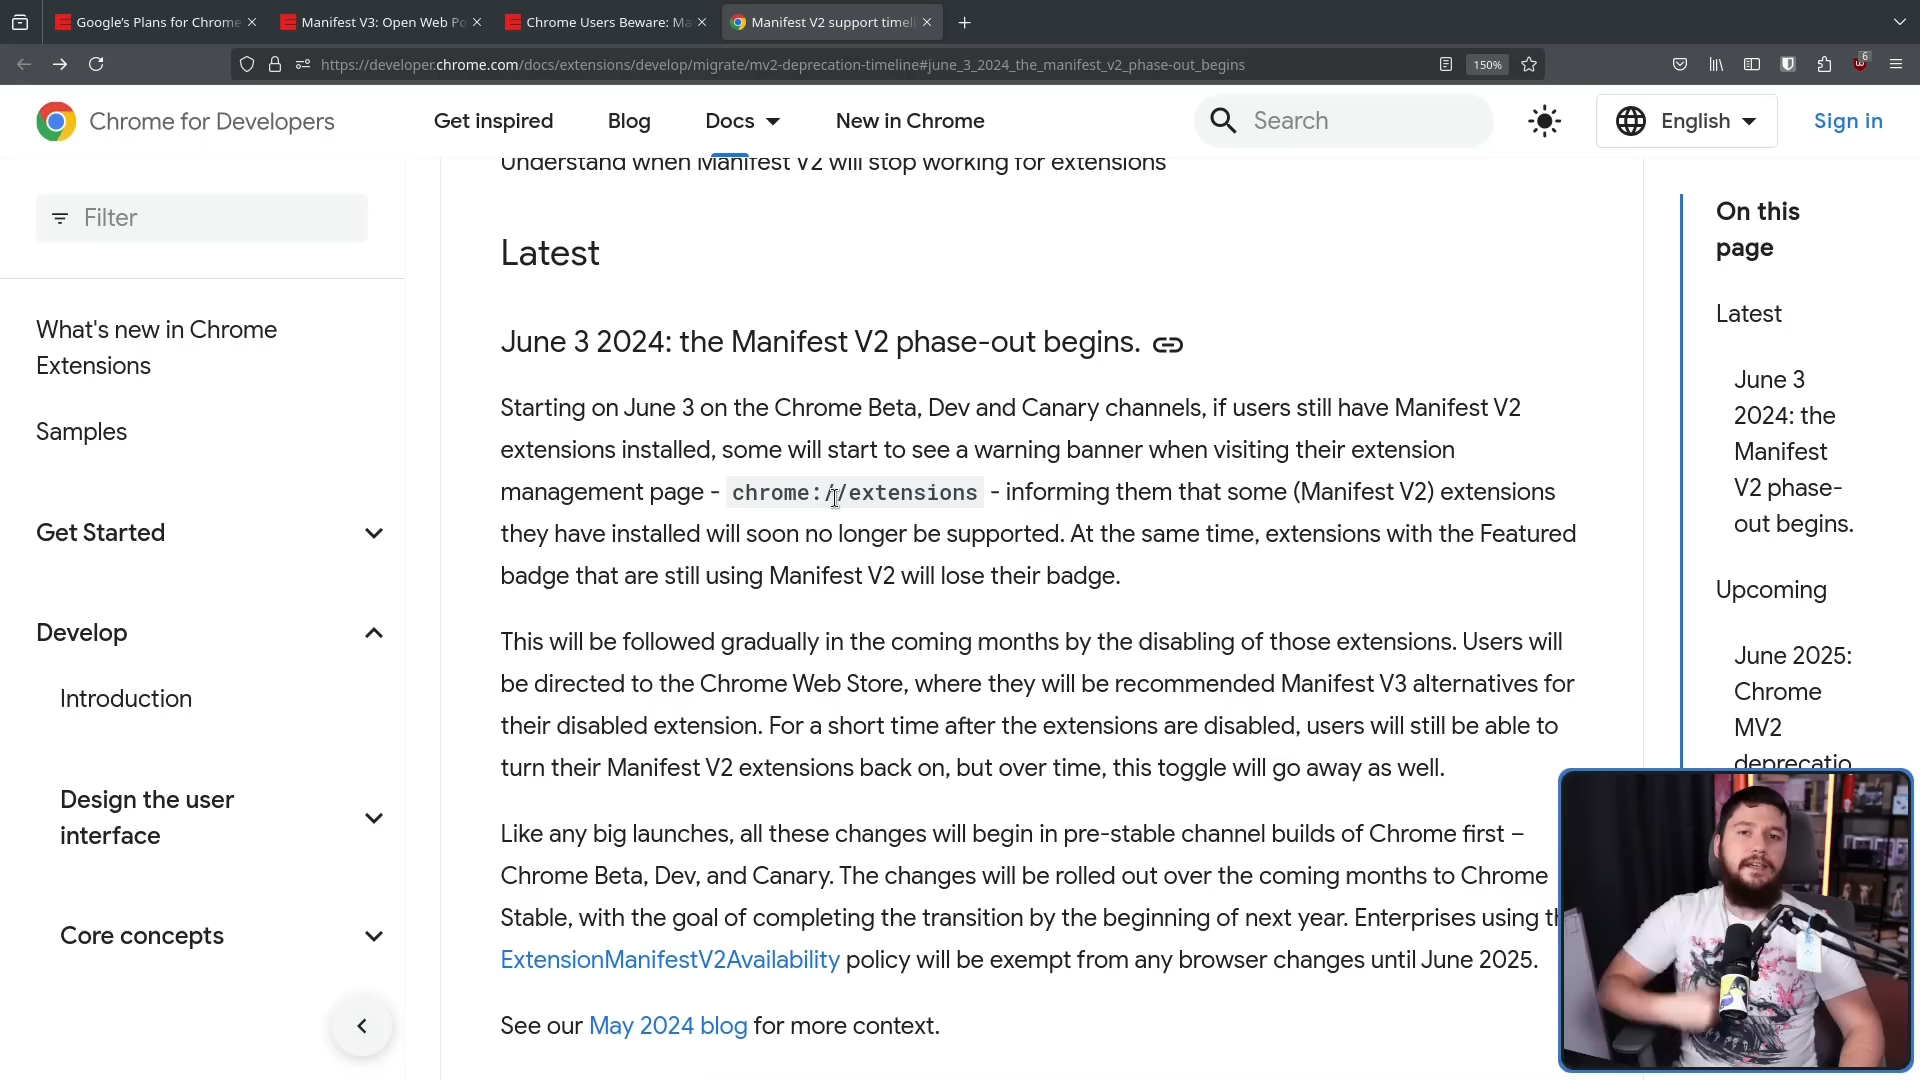 Google's Plans for Chrome
Manifest V3: Open Web Po
Chrome Users Beware: Ma
Manifest V2 support timeli
https://developer.chrome.com/docs/extensions/develop/migrate/mv2-deprecation-timeline#june_3_2024_the_manifest_v2_phase-out_begins
150%
6
Chrome for Developers
Get inspired
Blog
Docs
New in Chrome
Search
English
Sign in
Understand when Manifest V2 will stop working for extensions
Filter
What's new in Chrome
Extensions
Samples
Get Started
Develop
Introduction
Design the user
interface
Core concepts
Latest
June 3 2024: the Manifest V2 phase-out begins.
Starting on June 3 on the Chrome Beta, Dev and Canary channels, if users still have Manifest V2
extensions installed, some will start to see a warning banner when visiting their extension
management page - chrome://extensions - informing them that some (Manifest V2) extensions
they have installed will soon no longer be supported. At the same time, extensions with the Featured
badge that are still using Manifest V2 will lose their badge.
This will be followed gradually in the coming months by the disabling of those extensions. Users will
be directed to the Chrome Web Store, where they will be recommended Manifest V3 alternatives for
their disabled extension. For a short time after the extensions are disabled, users will still be able to
turn their Manifest V2 extensions back on, but over time, this toggle will go away as well.
Like any big launches, all these changes will begin in pre-stable channel builds of Chrome first –
Chrome Beta, Dev, and Canary. The changes will be rolled out over the coming months to Chrome
Stable, with the goal of completing the transition by the beginning of next year. Enterprises using th
ExtensionManifestV2Availability policy will be exempt from any browser changes until June 2025.
See our May 2024 blog for more context.
On this
page
Latest
June 3
2024: the
Manifest
V2 phase-
out begins.
Upcoming
June 2025:
Chrome
MV2
deprecatio